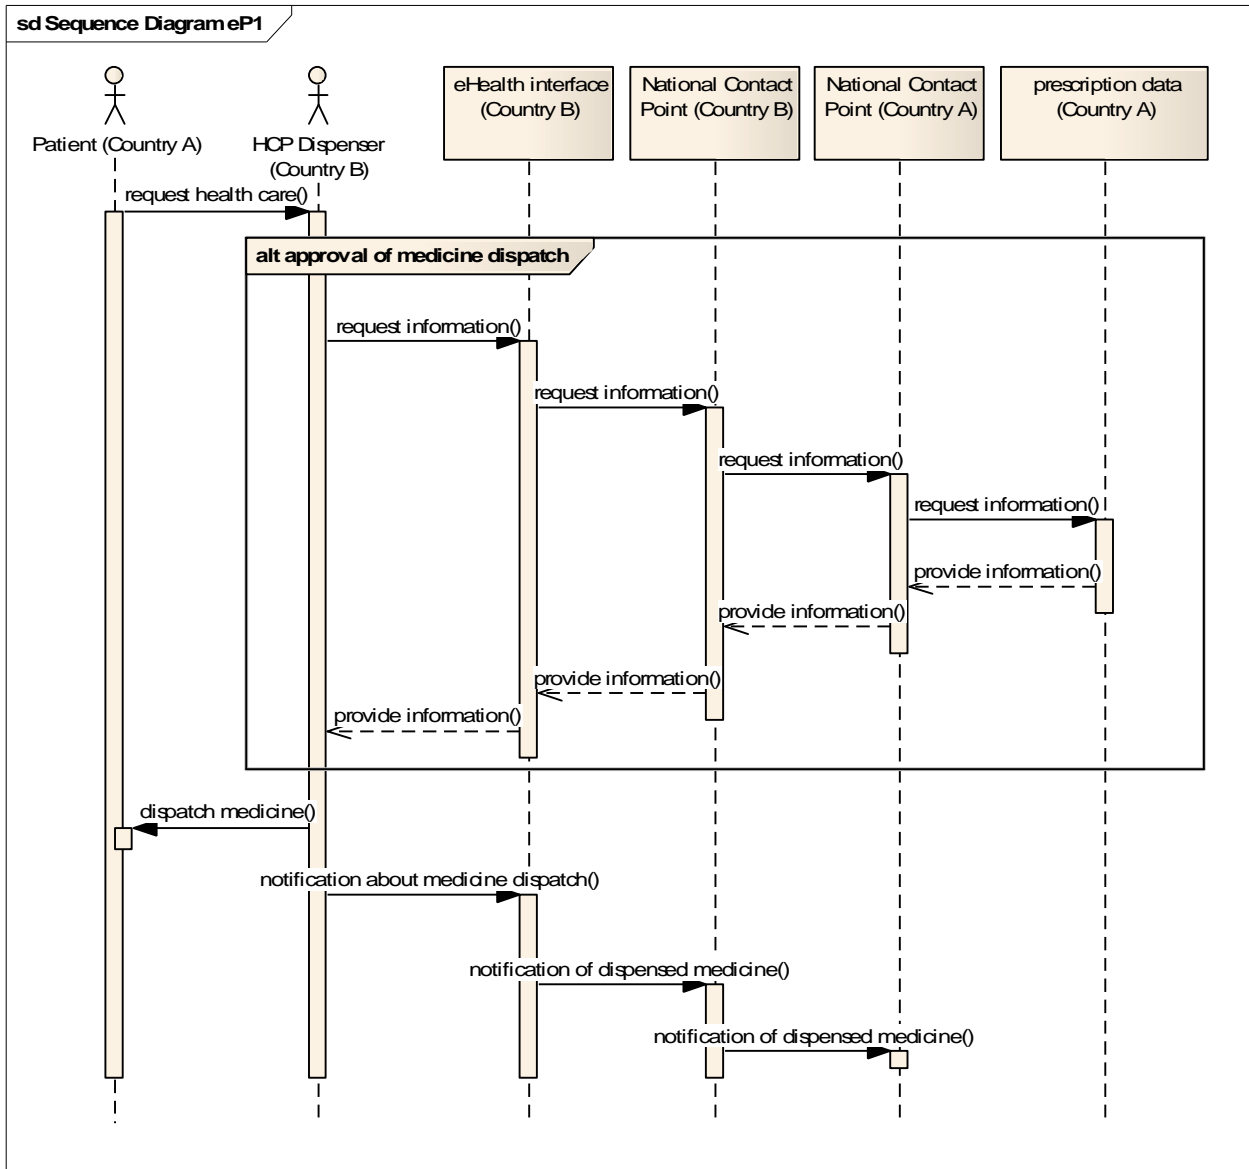 sd Sequence Diagram eP1
Patient (Country A)
HCP Dispenser
(Country B)
eHealth interface
(Country B)
National Contact
Point (Country B)
National Contact
Point (Country A)
prescription data
(Country A)
request health care()
alt approval of medicine dispatch
request information()
request information()
request information()
request information()
provide information()
provide information()
provide information()
provide information()
dispatch medicine()
notification about medicine dispatch()
notification of dispensed medicine()
notification of dispensed medicine()